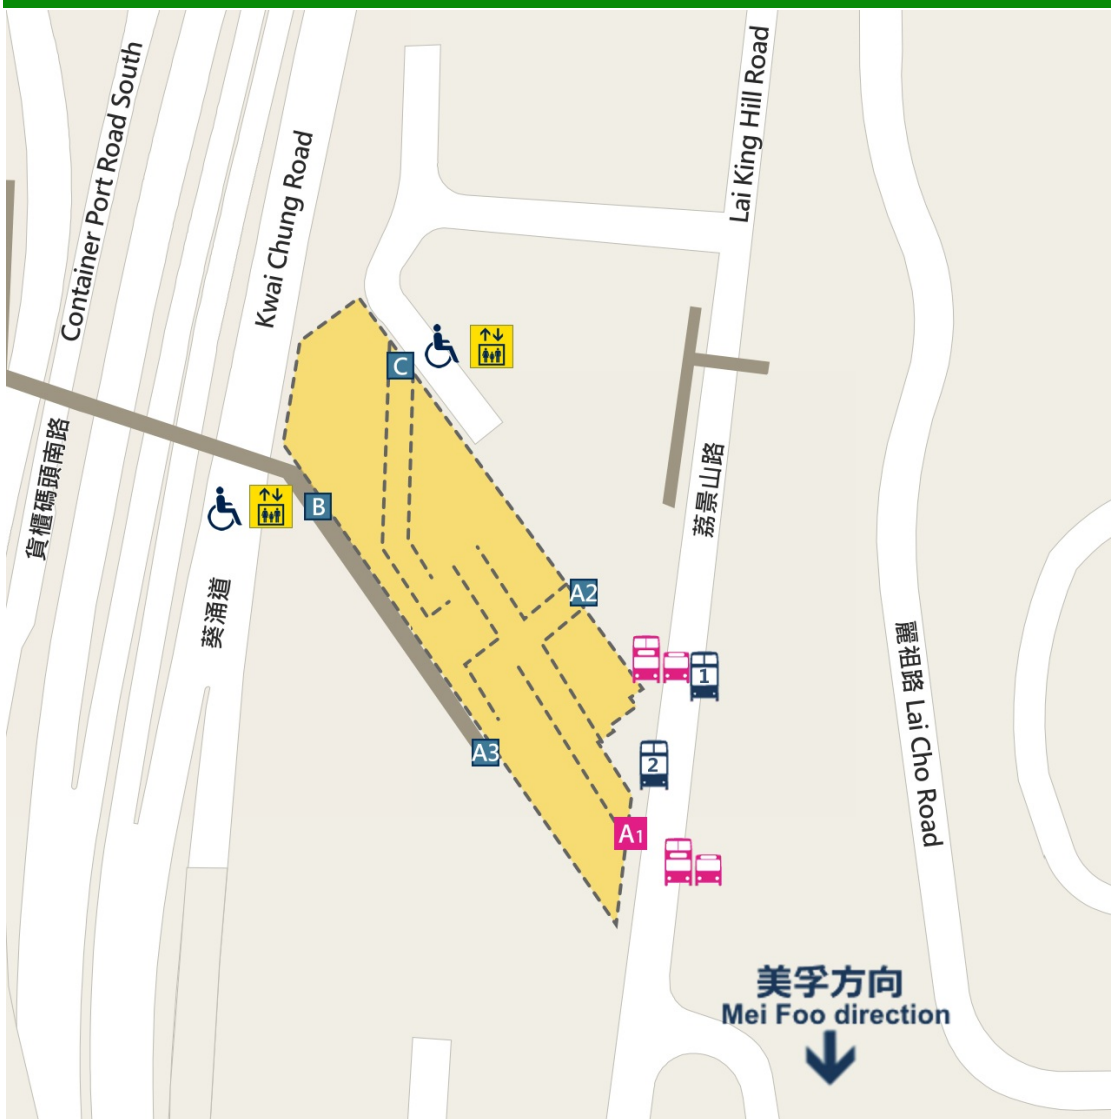 Container Port Road South
Kwai Chung Road
Lai King Hill Road
C
貨櫃碼頭南路
B
荔景山路
葵涌道
A2
麗祖路 Lai Cho Road
1
A3
2
A1
美孚方向
Mei Foo direction